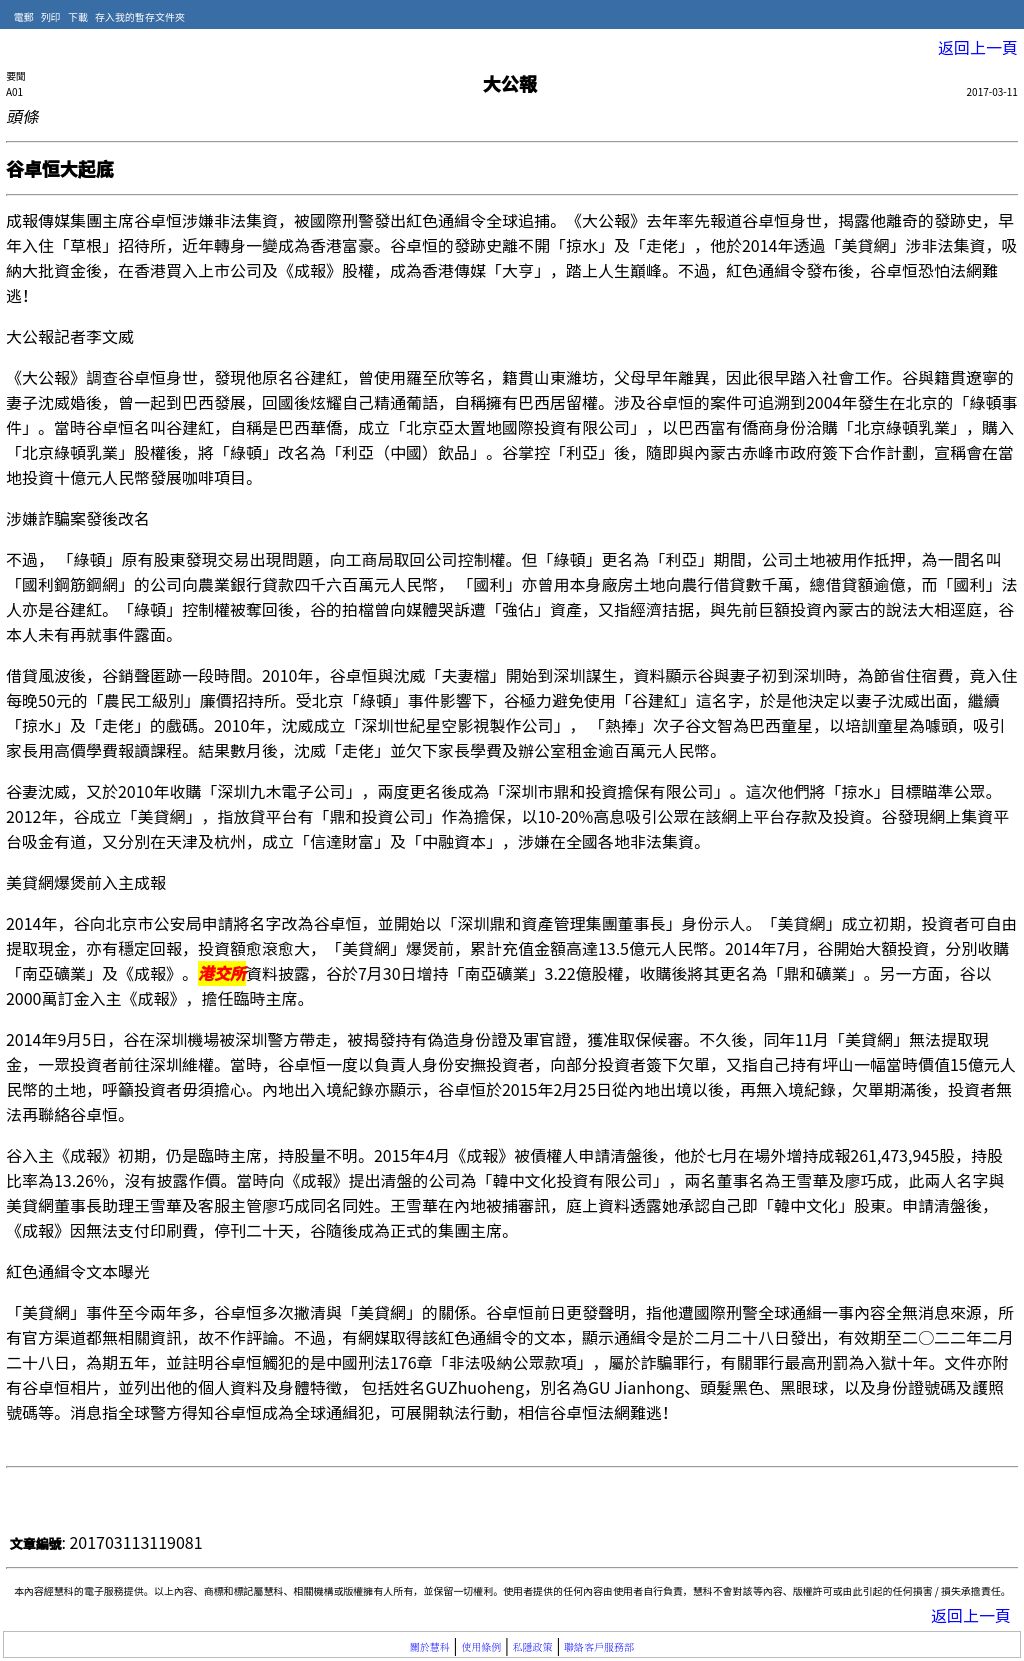 電郵 列印 下載 存入我的暫存文件夾
返回上一頁
要聞
A01
大公報
2017-03-11
頭條
谷卓恒大起底
成報傳媒集團主席谷卓恒涉嫌非法集資，被國際刑警發出紅色通緝令全球追捕。《大公報》去年率先報道谷卓恒身世，揭露他離奇的發跡史，早
年入住「草根」招待所，近年轉身一變成為香港富豪。谷卓恒的發跡史離不開「掠水」及「走佬」，他於2014年透過「美貸網」涉非法集資，吸
納大批資金後，在香港買入上市公司及《成報》股權，成為香港傳媒「大亨」，踏上人生巔峰。不過，紅色通緝令發布後，谷卓恒恐怕法網難
逃！
大公報記者李文威
《大公報》調查谷卓恒身世，發現他原名谷建紅，曾使用羅至欣等名，籍貫山東濰坊，父母早年離異，因此很早踏入社會工作。谷與籍貫遼寧的
妻子沈威婚後，曾一起到巴西發展，回國後炫耀自己精通葡語，自稱擁有巴西居留權。涉及谷卓恒的案件可追溯到2004年發生在北京的「綠頓事
件」。當時谷卓恒名叫谷建紅，自稱是巴西華僑，成立「北京亞太置地國際投資有限公司」，以巴西富有僑商身份洽購「北京綠頓乳業」，購入
「北京綠頓乳業」股權後，將「綠頓」改名為「利亞（中國）飲品」。谷掌控「利亞」後，隨即與內蒙古赤峰市政府簽下合作計劃，宣稱會在當
地投資十億元人民幣發展咖啡項目。
涉嫌詐騙案發後改名
不過， 「綠頓」原有股東發現交易出現問題，向工商局取回公司控制權。但「綠頓」更名為「利亞」期間，公司土地被用作抵押，為一間名叫
「國利鋼筋鋼網」的公司向農業銀行貸款四千六百萬元人民幣， 「國利」亦曾用本身廠房土地向農行借貸數千萬，總借貸額逾億，而「國利」法
人亦是谷建紅。「綠頓」控制權被奪回後，谷的拍檔曾向媒體哭訴遭「強佔」資產，又指經濟拮据，與先前巨額投資內蒙古的說法大相逕庭，谷
本人未有再就事件露面。
借貸風波後，谷銷聲匿跡一段時間。2010年，谷卓恒與沈威「夫妻檔」開始到深圳謀生，資料顯示谷與妻子初到深圳時，為節省住宿費，竟入住
每晚50元的「農民工級別」廉價招待所。受北京「綠頓」事件影響下，谷極力避免使用「谷建紅」這名字，於是他決定以妻子沈威出面，繼續
「掠水」及「走佬」的戲碼。2010年，沈威成立「深圳世紀星空影視製作公司」， 「熱捧」次子谷文智為巴西童星，以培訓童星為噱頭，吸引
家長用高價學費報讀課程。結果數月後，沈威「走佬」並欠下家長學費及辦公室租金逾百萬元人民幣。
谷妻沈威，又於2010年收購「深圳九木電子公司」，兩度更名後成為「深圳市鼎和投資擔保有限公司」。這次他們將「掠水」目標瞄準公眾。
2012年，谷成立「美貸網」，指放貸平台有「鼎和投資公司」作為擔保，以10-20%高息吸引公眾在該網上平台存款及投資。谷發現網上集資平
台吸金有道，又分別在天津及杭州，成立「信達財富」及「中融資本」，涉嫌在全國各地非法集資。
美貸網爆煲前入主成報
2014年，谷向北京市公安局申請將名字改為谷卓恒，並開始以「深圳鼎和資產管理集團董事長」身份示人。「美貸網」成立初期，投資者可自由
提取現金，亦有穩定回報，投資額愈滾愈大，「美貸網」爆煲前，累計充值金額高達13.5億元人民幣。2014年7月，谷開始大額投資，分別收購
「南亞礦業」及《成報》。港交所資料披露，谷於7月30日增持「南亞礦業」3.22億股權，收購後將其更名為「鼎和礦業」。另一方面，谷以
2000萬訂金入主《成報》，擔任臨時主席。
2014年9月5日，谷在深圳機場被深圳警方帶走，被揭發持有偽造身份證及軍官證，獲准取保候審。不久後，同年11月「美貸網」無法提取現
金，一眾投資者前往深圳維權。當時，谷卓恒一度以負責人身份安撫投資者，向部分投資者簽下欠單，又指自己持有坪山一幅當時價值15億元人
民幣的土地，呼籲投資者毋須擔心。內地出入境紀錄亦顯示，谷卓恒於2015年2月25日從內地出境以後，再無入境紀錄，欠單期滿後，投資者無
法再聯絡谷卓恒。
谷入主《成報》初期，仍是臨時主席，持股量不明。2015年4月《成報》被債權人申請清盤後，他於七月在場外增持成報261,473,945股，持股
比率為13.26%，沒有披露作價。當時向《成報》提出清盤的公司為「韓中文化投資有限公司」，兩名董事名為王雪華及廖巧成，此兩人名字與
美貸網董事長助理王雪華及客服主管廖巧成同名同姓。王雪華在內地被捕審訊，庭上資料透露她承認自己即「韓中文化」股東。申請清盤後，
《成報》因無法支付印刷費，停刊二十天，谷隨後成為正式的集團主席。
紅色通緝令文本曝光
「美貸網」事件至今兩年多，谷卓恒多次撇清與「美貸網」的關係。谷卓恒前日更發聲明，指他遭國際刑警全球通緝一事內容全無消息來源，所
有官方渠道都無相關資訊，故不作評論。不過，有網媒取得該紅色通緝令的文本，顯示通緝令是於二月二十八日發出，有效期至二〇二二年二月
二十八日，為期五年，並註明谷卓恒觸犯的是中國刑法176章「非法吸納公眾款項」，屬於詐騙罪行，有關罪行最高刑罰為入獄十年。文件亦附
有谷卓恒相片，並列出他的個人資料及身體特徵， 包括姓名GUZhuoheng，別名為GU Jianhong、頭髮黑色、黑眼球，以及身份證號碼及護照
號碼等。消息指全球警方得知谷卓恒成為全球通緝犯，可展開執法行動，相信谷卓恒法網難逃！
文章編號: 201703113119081
本內容經慧科的電子服務提供。以上內容、商標和標記屬慧科、相關機構或版權擁有人所有，並保留一切權利。使用者提供的任何內容由使用者自行負責，慧科不會對該等內容、版權許可或由此引起的任何損害 / 損失承擔責任。
返回上一頁
關於慧科 | 使用條例 | 私隱政策 | 聯絡客戶服務部